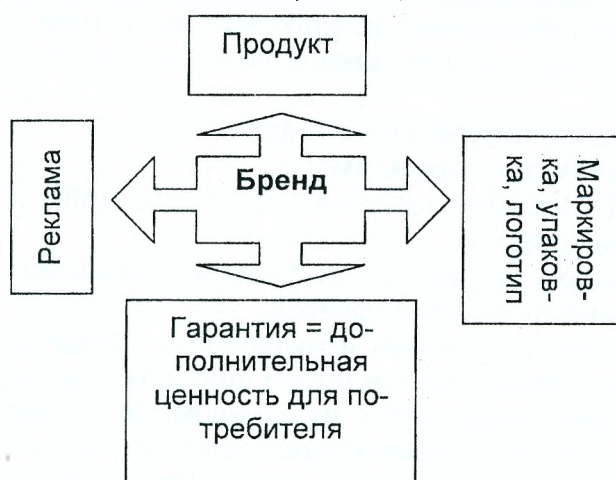 Продукт
Реклама
Бренд
Маркиров-
ка, упаков-
ка, логотип
Гарантия = до-
полнительная
ценность для по-
требителя